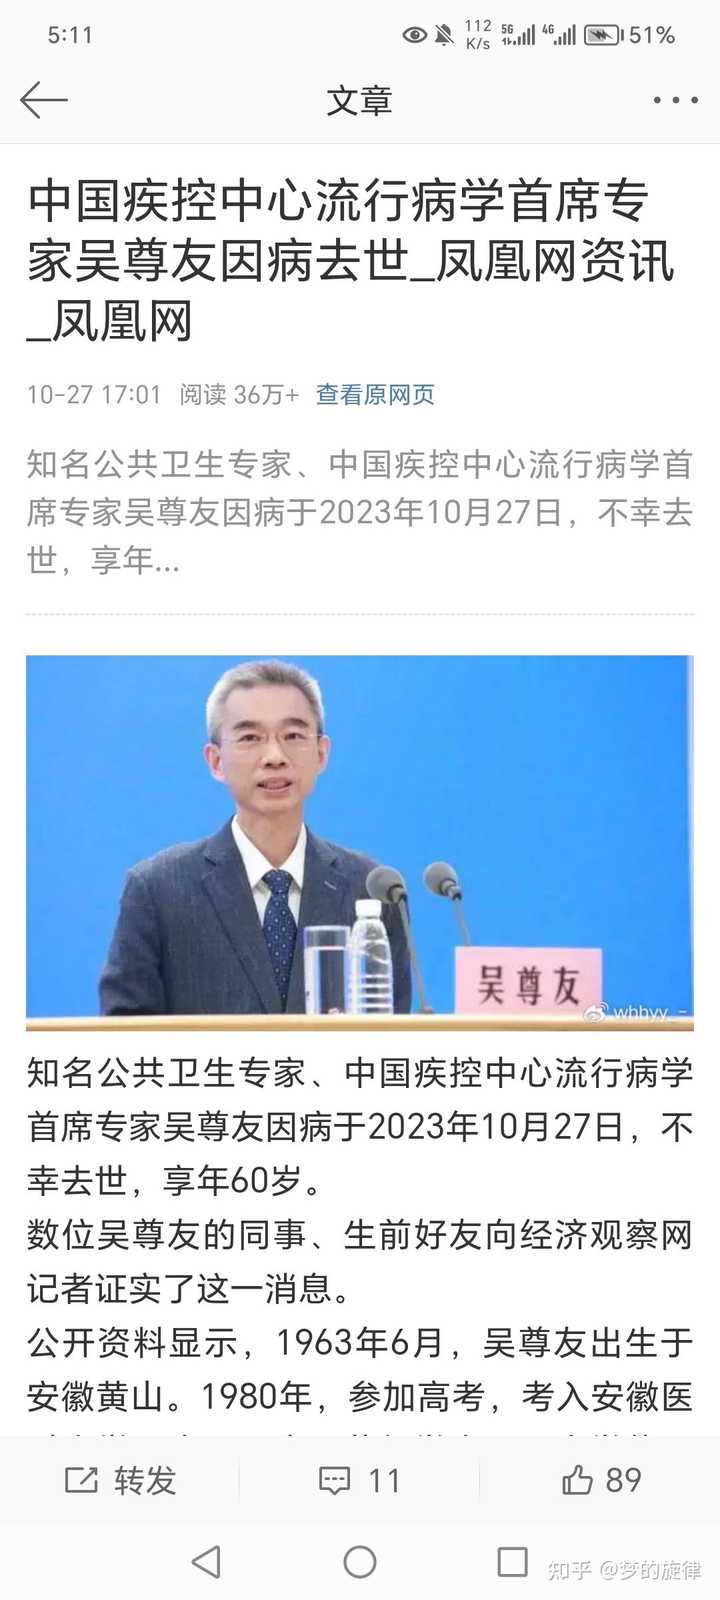 5:11
112
K/s
5G
4G
51%
文章
中国疾控中心流行病学首席专
家吴尊友因病去世_凤凰网资讯
_凤凰网
10-27 17:01 阅读 36万+ 查看原网页
知名公共卫生专家、中国疾控中心流行病学首
席专家吴尊友因病于2023年10月27日，不幸去
世，享年...
吴尊友
whbyy_-
知名公共卫生专家、中国疾控中心流行病学
首席专家吴尊友因病于2023年10月27日，不
幸去世，享年60岁。
数位吴尊友的同事、生前好友向经济观察网
记者证实了这一消息。
公开资料显示，1963年6月，吴尊友出生于
安徽黄山。1980年，参加高考，考入安徽医
转发
11
89
知乎 @梦的旋律